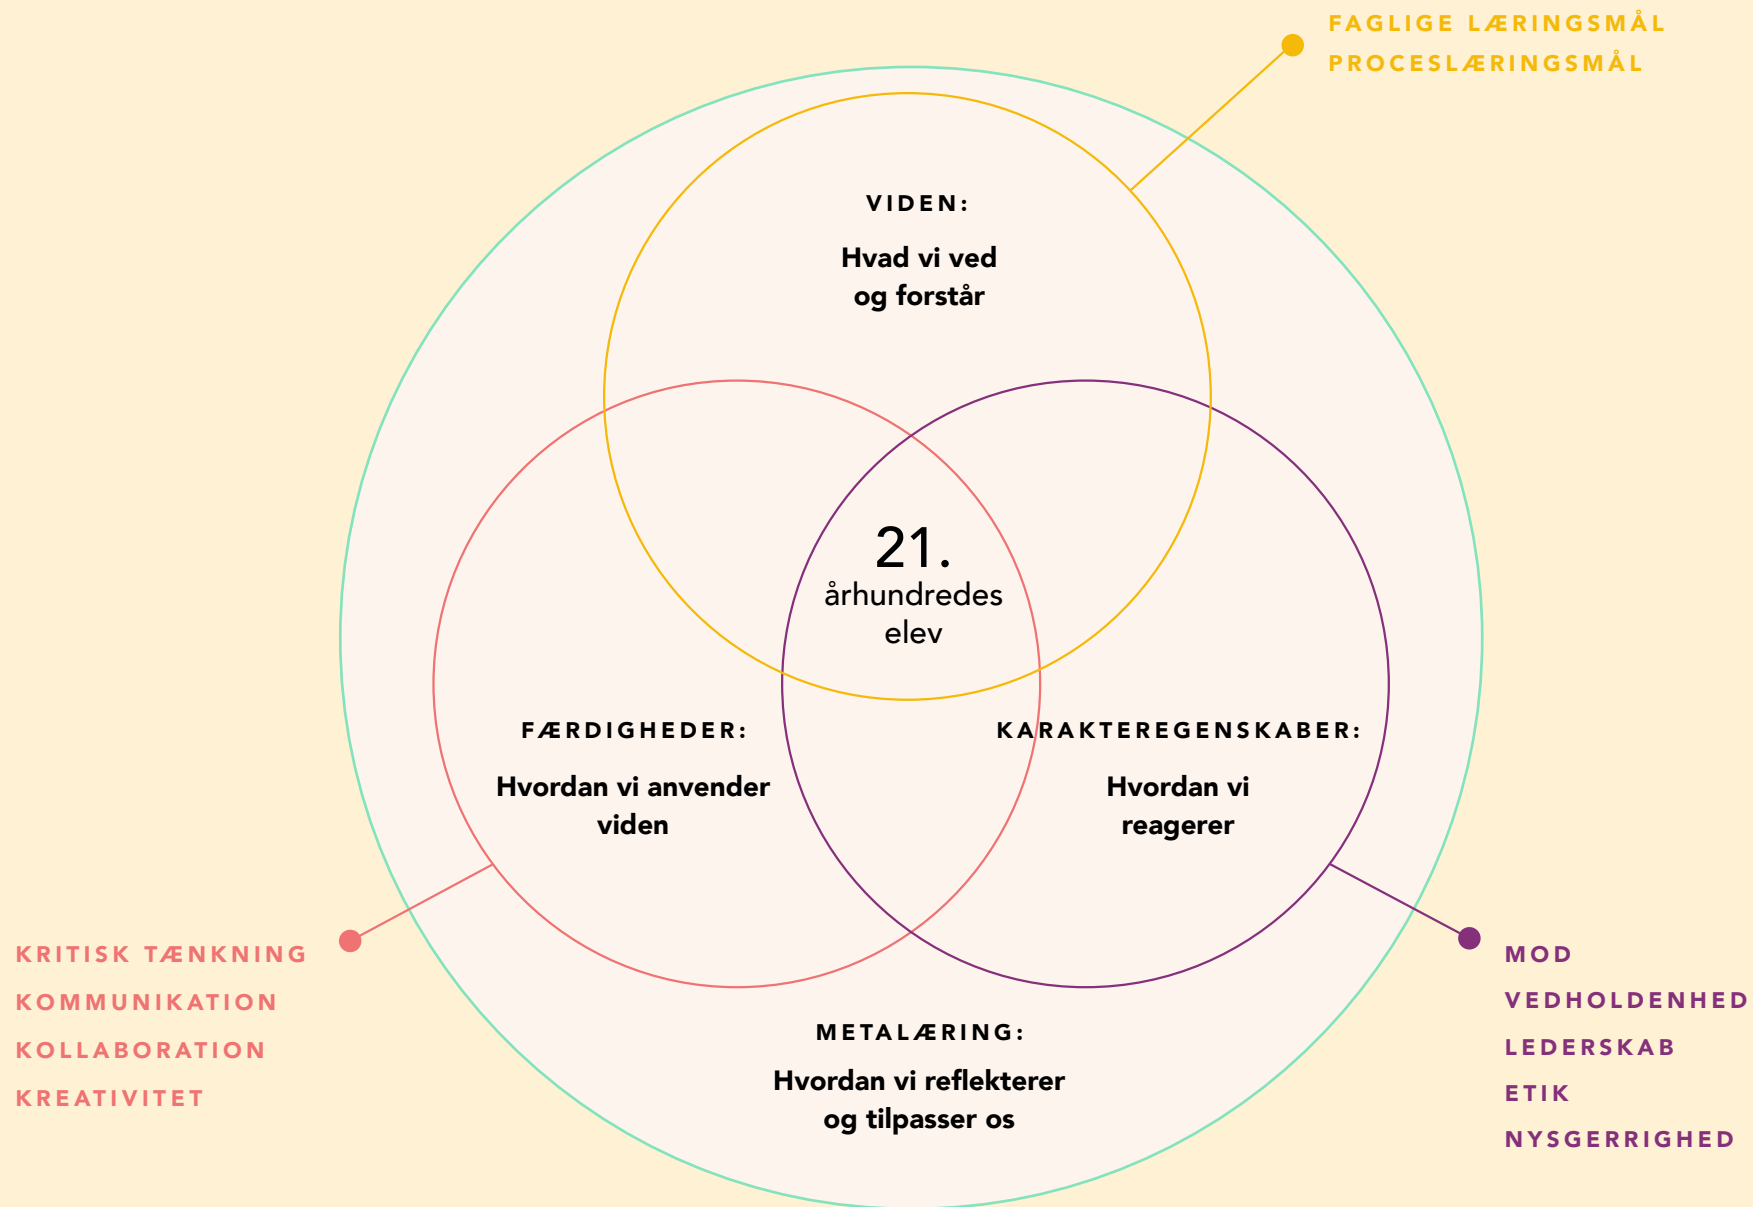 FAGLIGE LÆRINGSMÅL
PROCESLÆRINGSMÅL
VIDEN:
Hvad vi ved
og forstår
21.
århundredes
elev
FÆRDIGHEDER:
Hvordan vi anvender
viden
KARAKTEREGENSKABER:
Hvordan vi
reagerer
KRITISK TÆNKNING
KOMMUNIKATION
KOLLABORATION
KREATIVITET
METALÆRING:
Hvordan vi reflekterer
og tilpasser os
MOD
VEDHOLDENHED
LEDERSKAB
ETIK
NYSGERRIGHED